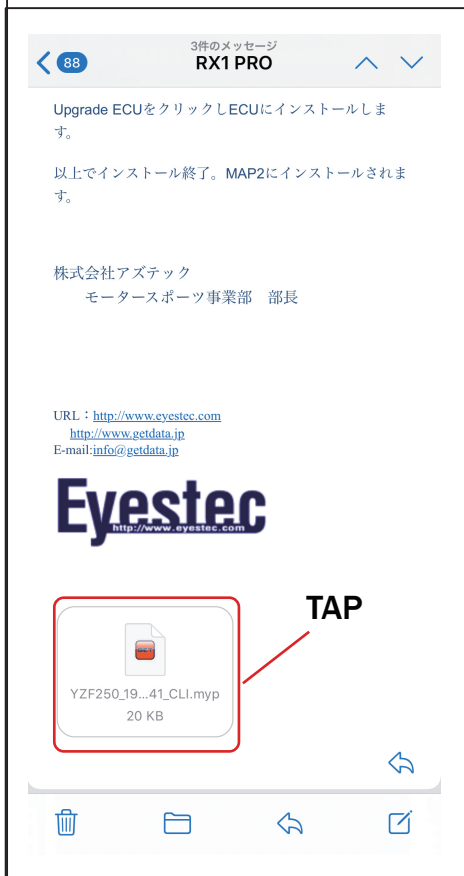 88
3件のメッセージ
RX1 PRO
Upgrade ECUをクリックしECUにインストールしま
す。
以上でインストール終了。MAP2にインストールされま
す。
株式会社アズテック
モータースポーツ事業部　部長
URL：http://www.eyestec.com
http://www.getdata.jp
E-mail:info@getdata.jp
Eyestec
http://www.eyestec.com
TAP
GET
YZF250_19...41_CLI.myp
20 KB